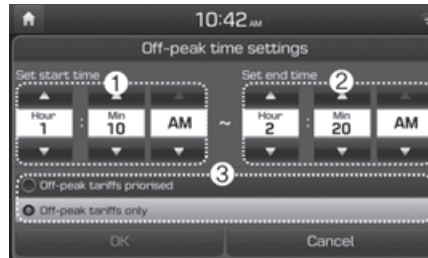 10:42 AM
Off-peak time settings
Set start time 1 Set end time 2
Hour Min Hour Min
1 : 10 AM ~ 2 : 20 AM
3
Off-peak tariffs priorised
Off-peak tariffs only
OK Cancel